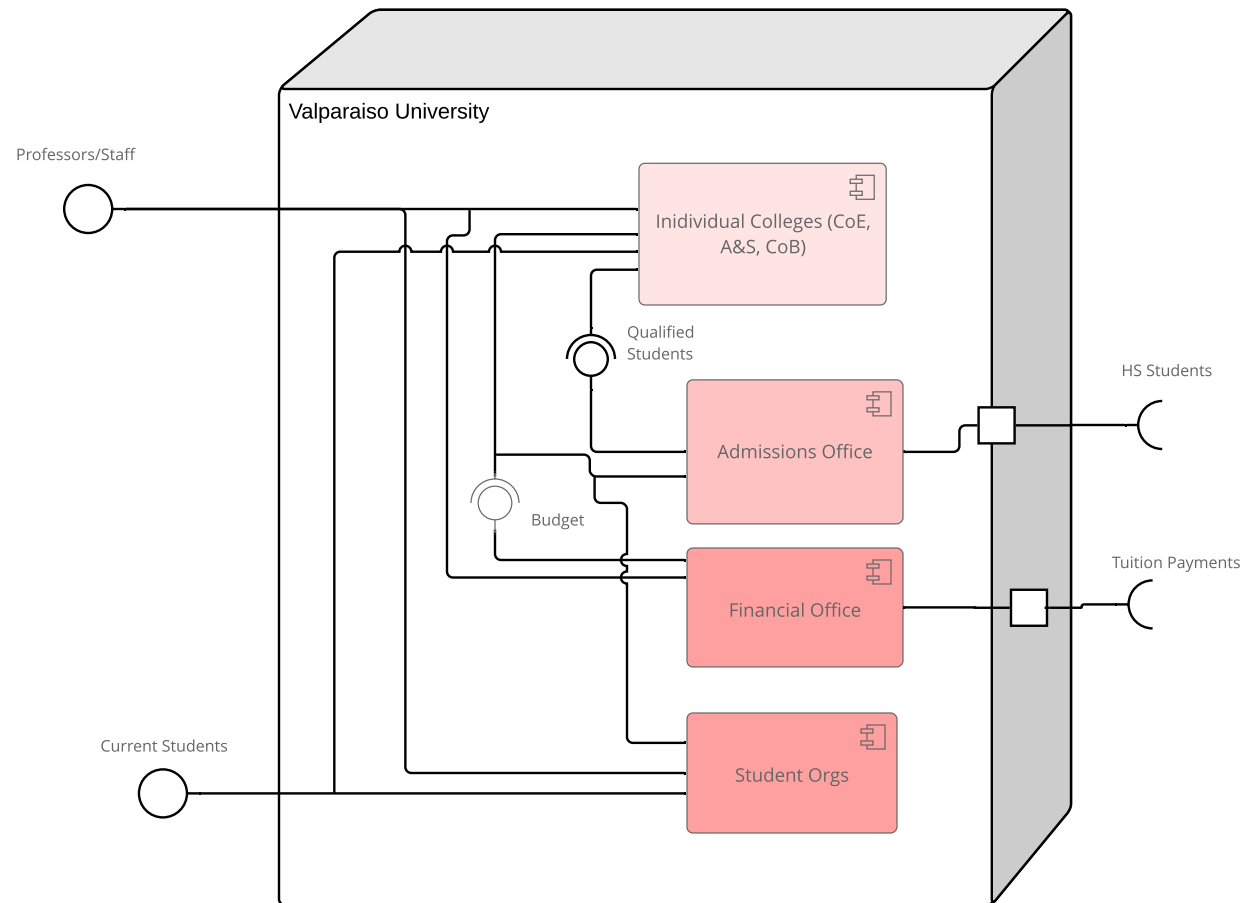 Valparaiso University
Professors/Staff
Inidividual Colleges (CoE,
A&S, CoB)
Qualified
Students
HS Students
Admissions Office
Budget
Tuition Payments
Financial Office
Current Students
Student Orgs